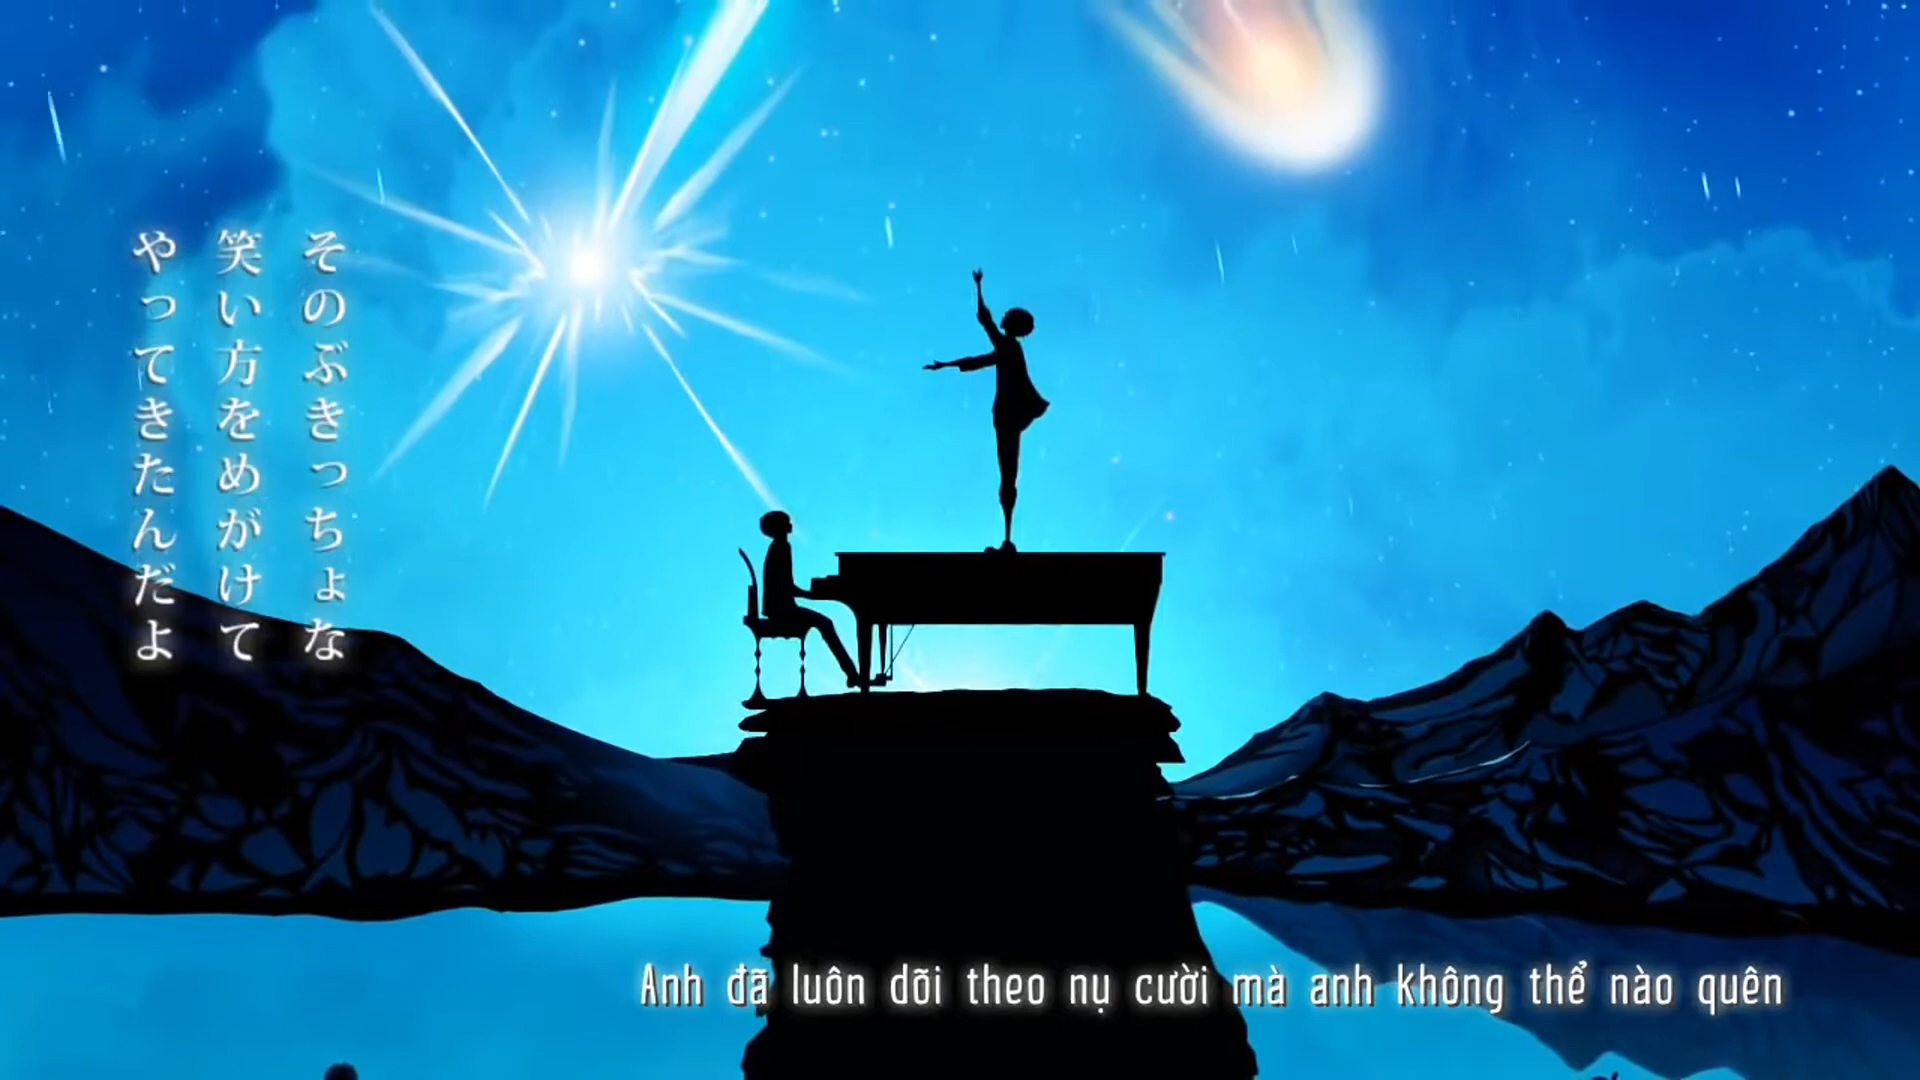 そのぶきっちょな
笑い方をめがけて
やってきたんだよ
Anh đã luôn dõi theo nụ cười mà anh không thể nào quên